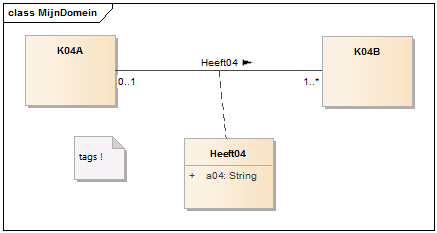 class MijnDomein
K04A
K04B
Heeft04
0..1
1..*
tags !
Heeft04
+ a04: String